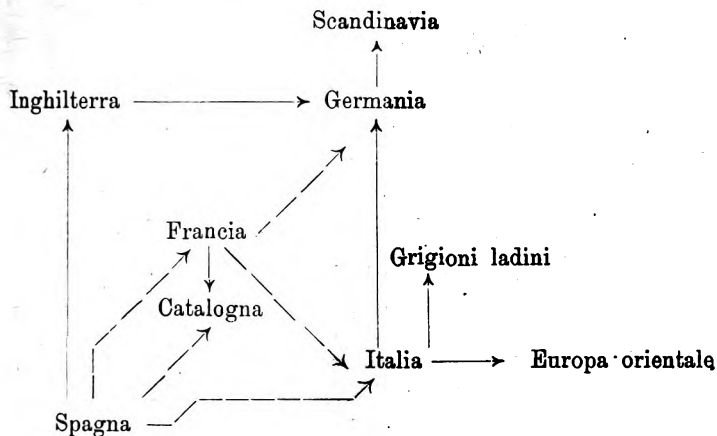 Scandinavia
Inghilterra
Germania
Francia
Grigioni ladini
Catalogna
Italia
Europa orientale
Spagna